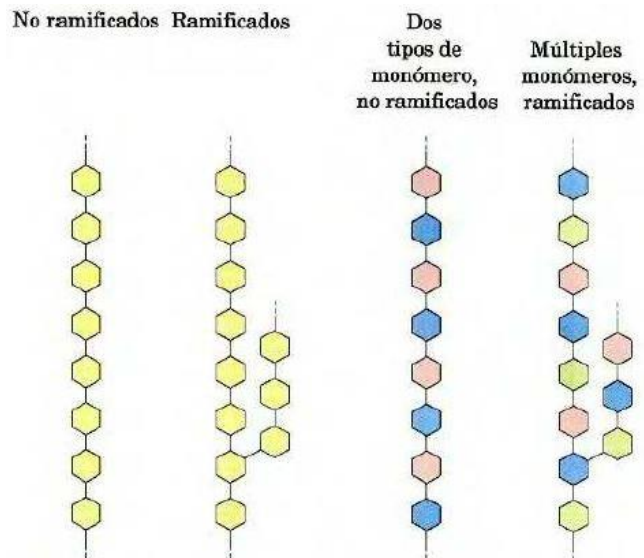 No ramificados
Ramificados
Dos
tipos de
monómero,
no ramificados
Múltiples
monómeros,
ramificados